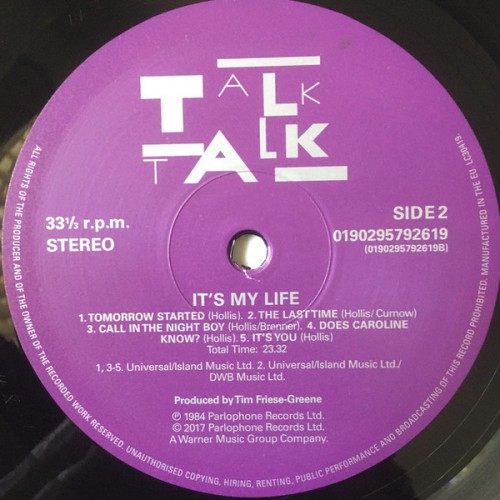 TALK
TALK
33⅓ r.p.m.
STEREO
SIDE 2
0190295792619
(0190295792619B)
IT'S MY LIFE
1. TOMORROW STARTED (Hollis). 2. THE LAST TIME (Hollis/ Curnow)
3. CALL IN THE NIGHT BOY (Hollis/Brenner). 4. DOES CAROLINE
KNOW? (Hollis). 5. IT'S YOU (Hollis)
Total Time: 23.32
1, 3-5. Universal/Island Music Ltd. 2. Universal/Island Music Ltd./
DWB Music Ltd.
Produced by Tim Friese-Greene
℗ 1984 Parlophone Records Ltd.
© 2017 Parlophone Records Ltd.
A Warner Music Group Company.
ALL RIGHTS OF THE PRODUCER AND OF THE OWNER OF THE RECORDED WORK RESERVED. UNAUTHORISED COPYING, HIRING, RENTING, PUBLIC PERFORMANCE AND BROADCASTING OF THIS RECORD PROHIBITED. MANUFACTURED IN THE EU. LC30419.